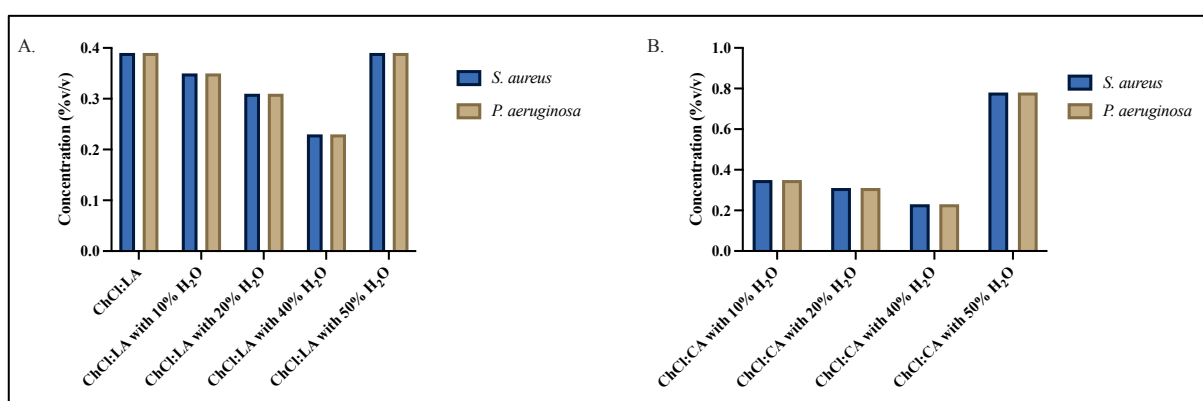 A.
Concentration (%v/v)
0.4
0.3
0.2
0.1
0.0
ChCl:LA
ChCl:LA with 10% H₂O
ChCl:LA with 20% H₂O
ChCl:LA with 40% H₂O
ChCl:LA with 50% H₂O
S. aureus
P. aeruginosa
B.
Concentration (%v/v)
1.0
0.8
0.6
0.4
0.2
0.0
ChCl:CA with 10% H₂O
ChCl:CA with 20% H₂O
ChCl:CA with 40% H₂O
ChCl:CA with 50% H₂O
S. aureus
P. aeruginosa